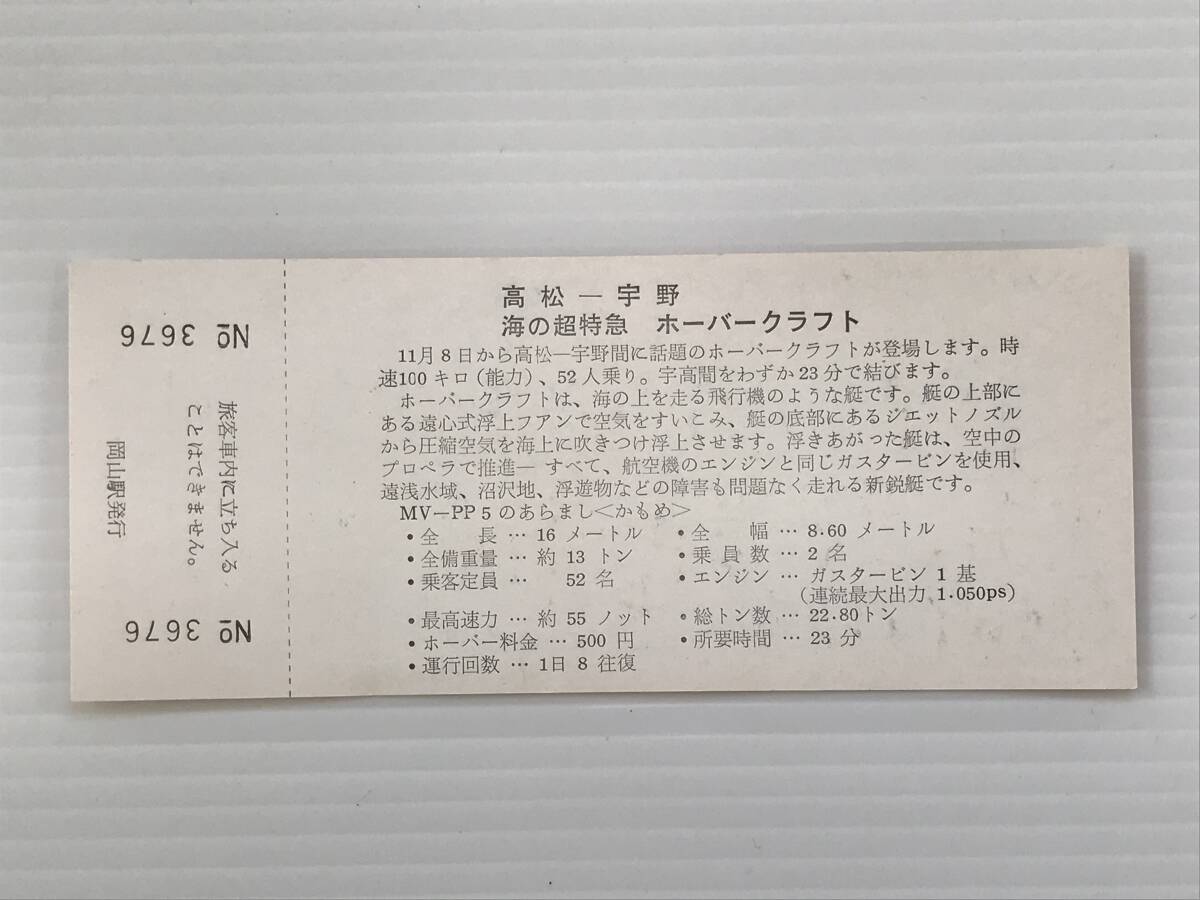 高松—宇野
海の超特急 ホーバークラフト
11月8日から高松—宇野間に話題のホーバークラフトが登場します。時
速100キロ（能力）、52人乗り。宇高間をわずか23分で結びます。
ホーバークラフトは、海の上を走る飛行機のような艇です。艇の上部に
ある遠心式浮上フアンで空気をすいこみ、艇の底部にあるジエットノズル
から圧縮空気を海上に吹きつけ浮上させます。浮きあがった艇は、空中の
プロペラで推進— すべて、航空機のエンジンと同じガスタービンを使用、
遠浅水域、沼沢地、浮遊物などの障害も問題なく走れる新鋭艇です。
MV—PP5のあらまし＜かもめ＞
・全長…16メートル ・全幅…8.60メートル
・全備重量…約13トン ・乗員数…2名
・乗客定員…52名 ・エンジン…ガスタービン1基
（連続最大出力 1.050ps）
・最高速力…約55ノット ・総トン数…22.80トン
・ホーバー料金…500円 ・所要時間…23分
・運行回数…1日8往復
№ 3676
旅客車内に立ち入る
ことはできません。
岡山駅発行
№ 3676